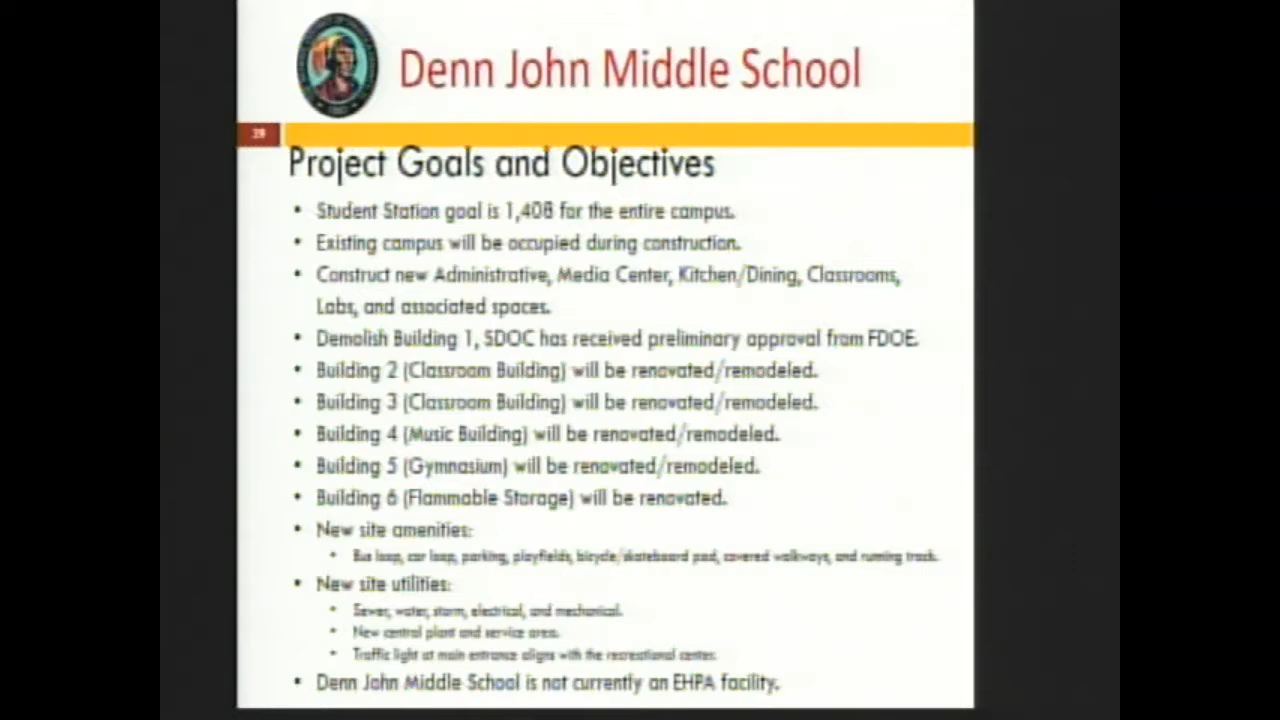 Denn John Middle School
39
Project Goals and Objectives
• Student Station goal is 1,408 for the entire campus.
• Existing campus will be occupied during construction.
• Construct new Administrative, Media Center, Kitchen/Dining, Classrooms,
Labs, and associated spaces.
• Demolish Building 1, SDOC has received preliminary approval from FDOE.
• Building 2 (Classroom Building) will be renovated/remodeled.
• Building 3 (Classroom Building) will be renovated/remodeled.
• Building 4 (Music Building) will be renovated/remodeled.
• Building 5 (Gymnasium) will be renovated/remodeled.
• Building 6 (Flammable Storage) will be renovated.
• New site amenities:
• Bus loop, car loop, parking, playfields, bicycle/skateboard pad, covered walkways, and running track.
• New site utilities:
• Sewer, water, storm, electrical, and mechanical.
• New central plant and service area.
• Traffic light at main entrance aligns with the recreational center.
• Denn John Middle School is not currently an EHPA facility.